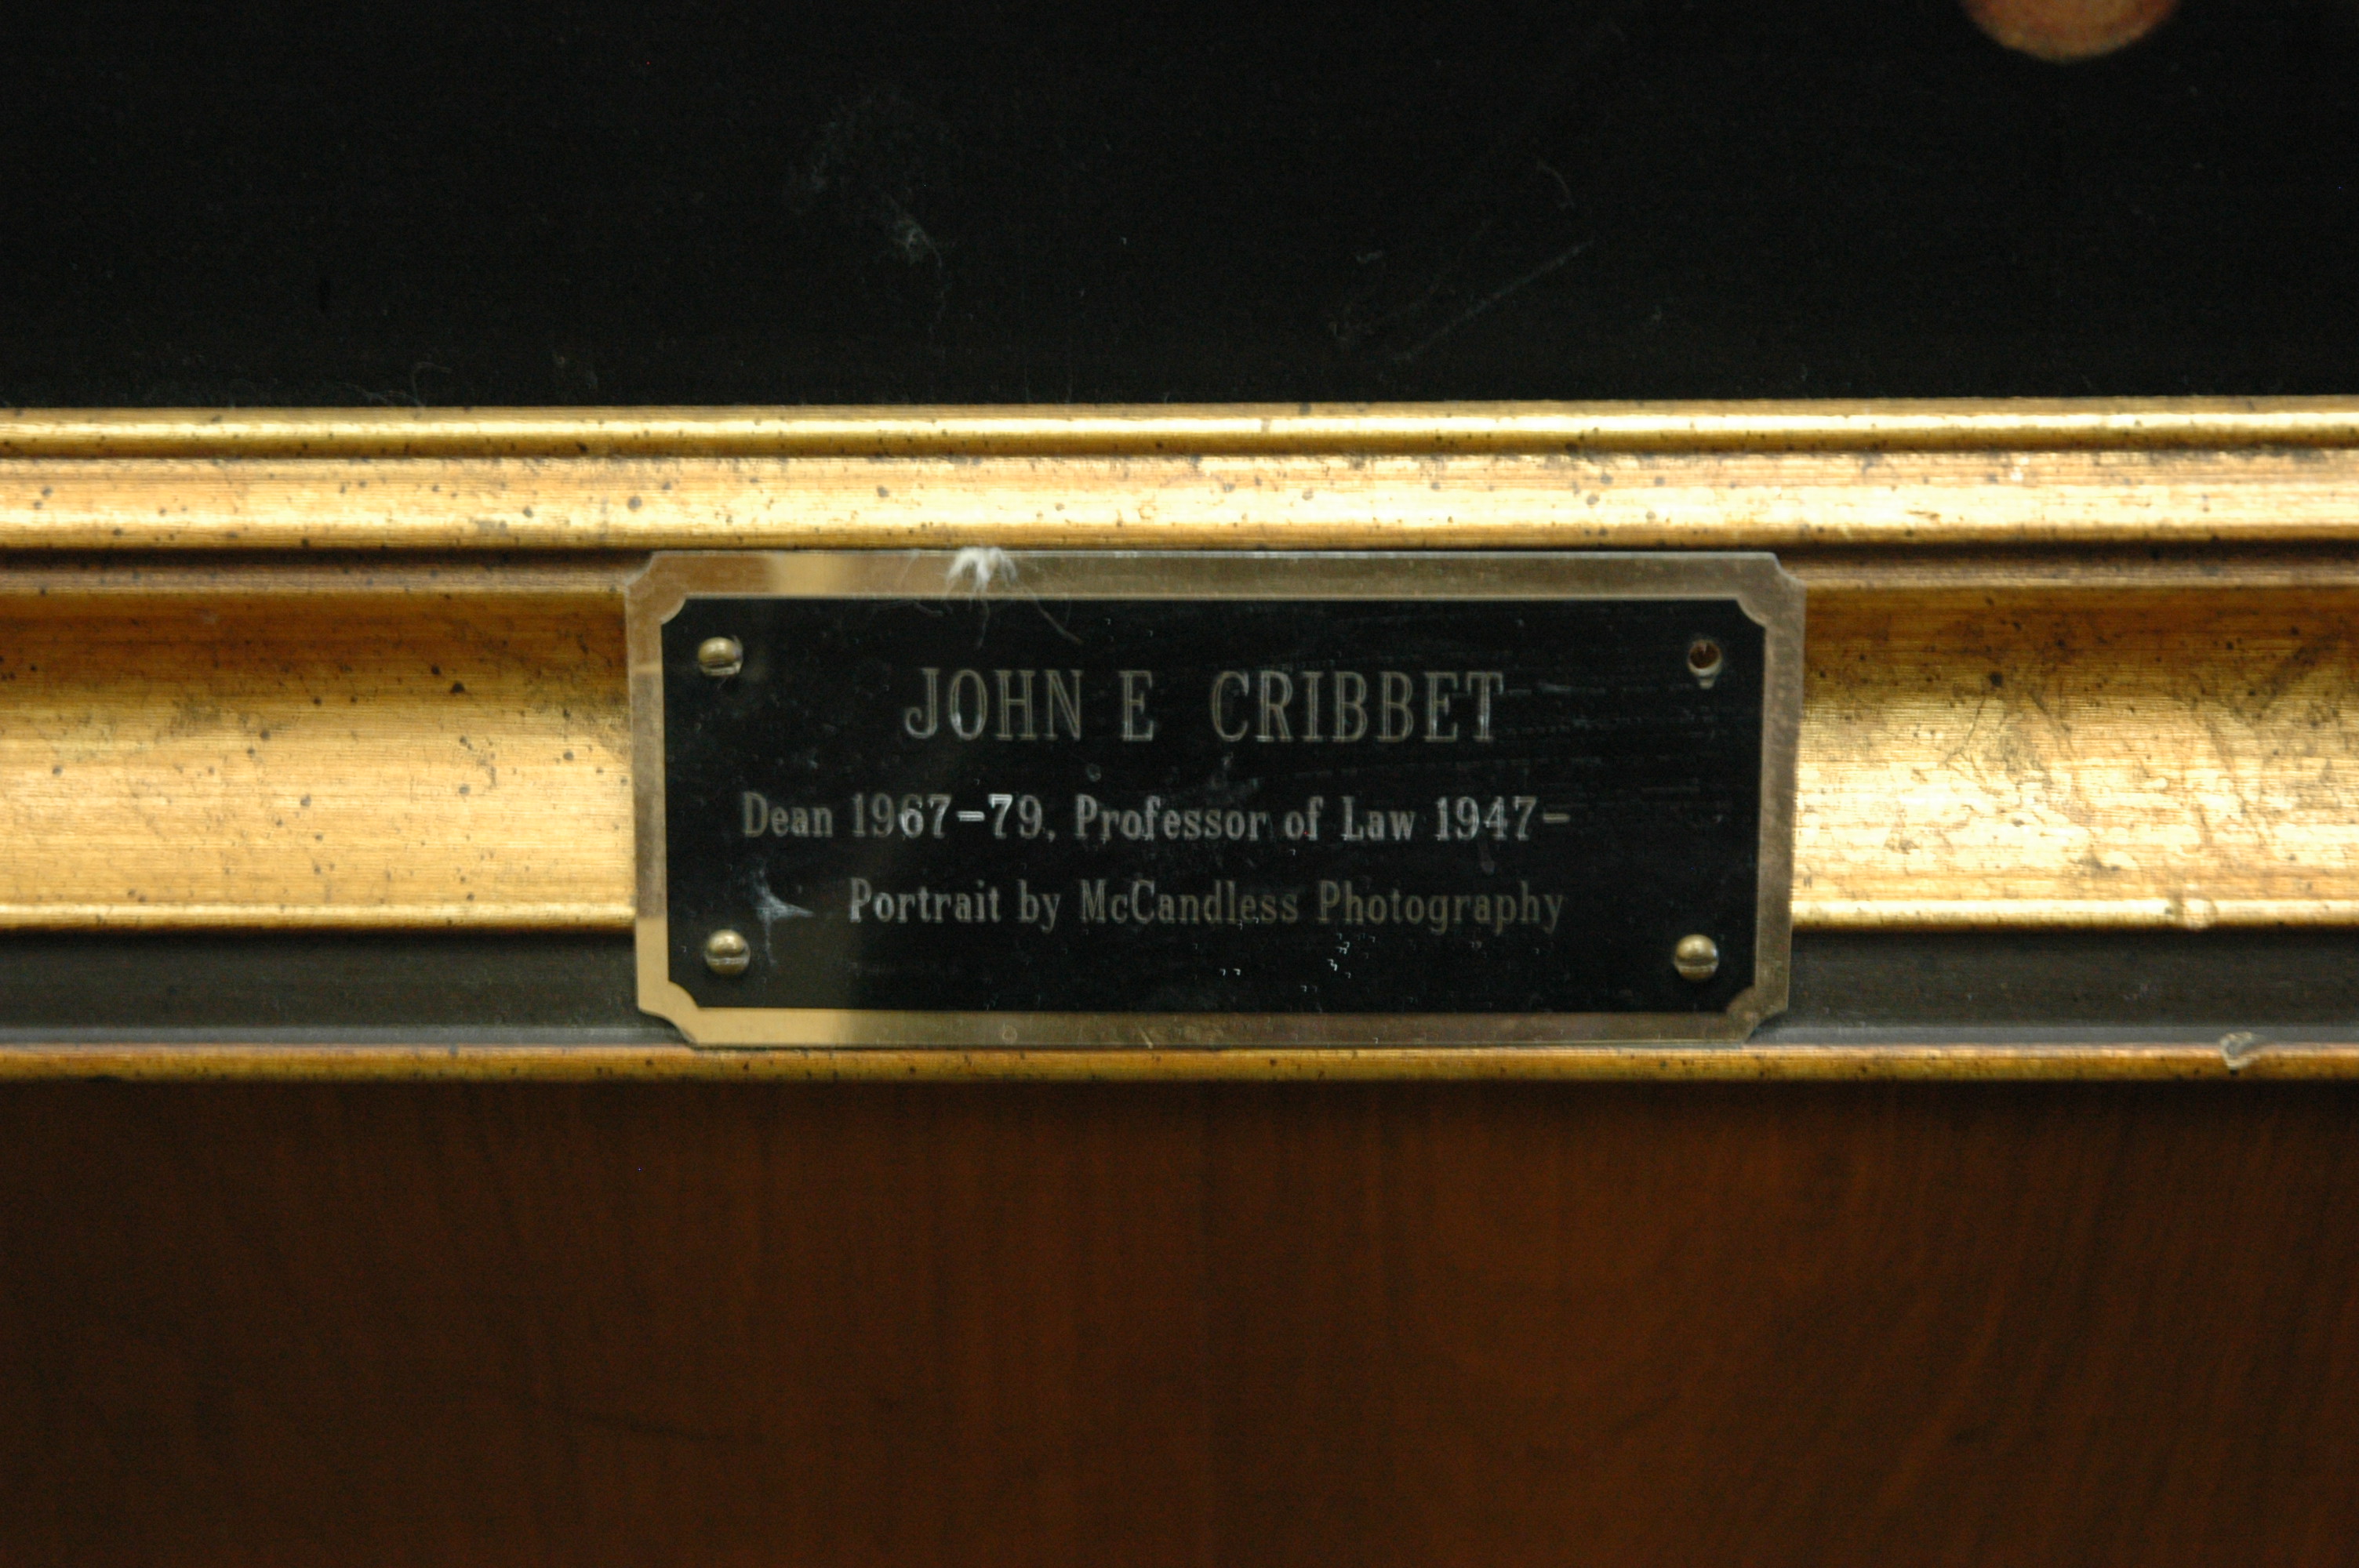 JOHN E CRIBBET
Dean 1967-79, Professor of Law 1947-
Portrait by McCandless Photography